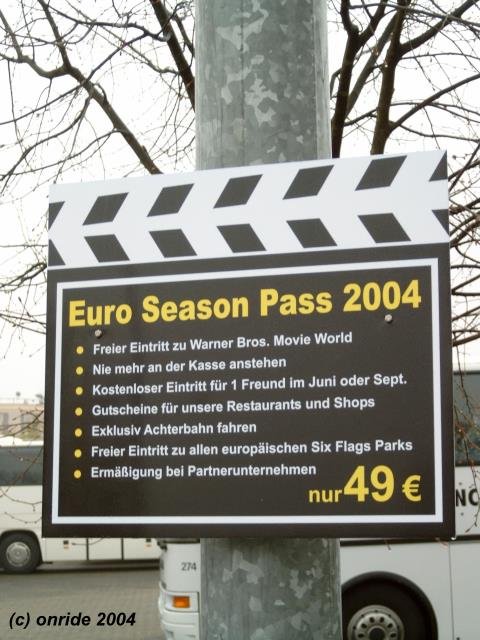 Euro Season Pass 2004
Freier Eintritt zu Warner Bros. Movie World
Nie mehr an der Kasse anstehen
Kostenloser Eintritt für 1 Freund im Juni oder Sept.
Gutscheine für unsere Restaurants und Shops
Exklusiv Achterbahn fahren
Freier Eintritt zu allen europäischen Six Flags Parks
Ermäßigung bei Partnerunternehmen
nur 49 €
274
(c) onride 2004